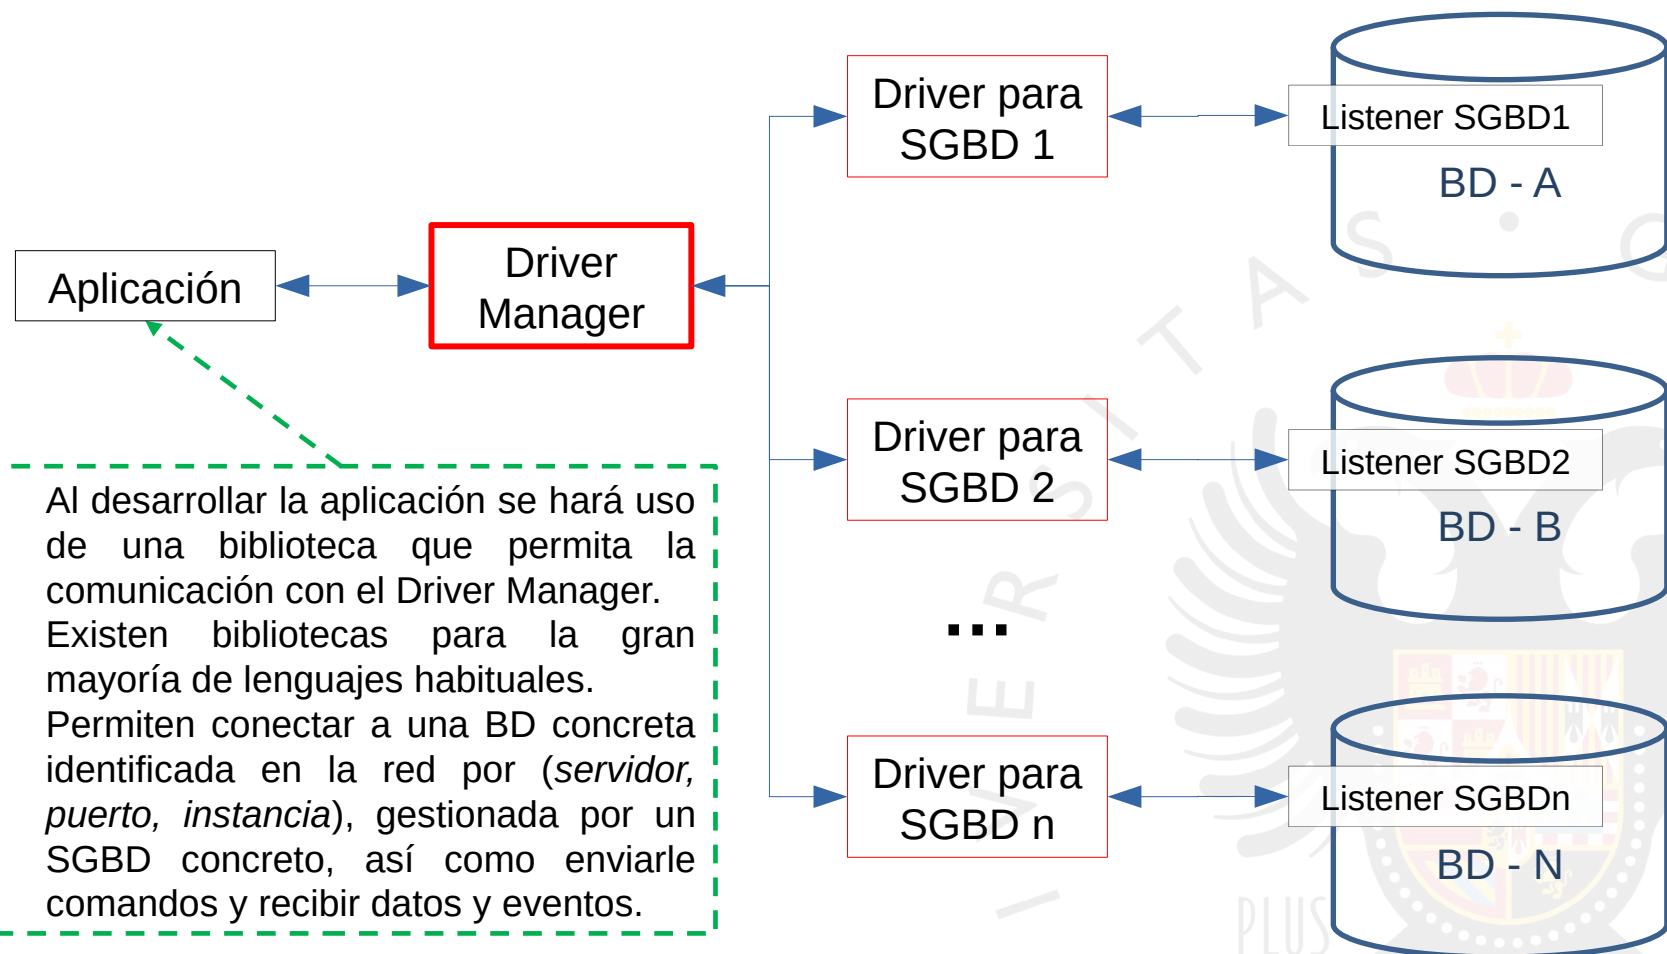 Driver para
SGBD 1
Listener SGBD1
BD - A
Aplicación
Driver
Manager
Driver para
SGBD 2
Listener SGBD2
BD - B
Al desarrollar la aplicación se hará uso
de una biblioteca que permita la
comunicación con el Driver Manager.
Existen bibliotecas para la gran
mayoría de lenguajes habituales.
Permiten conectar a una BD concreta
identificada en la red por (servidor,
puerto, instancia), gestionada por un
SGBD concreto, así como enviarle
comandos y recibir datos y eventos.
...
Driver para
SGBD n
Listener SGBDn
BD - N
I V E R S I T A S
PLUS